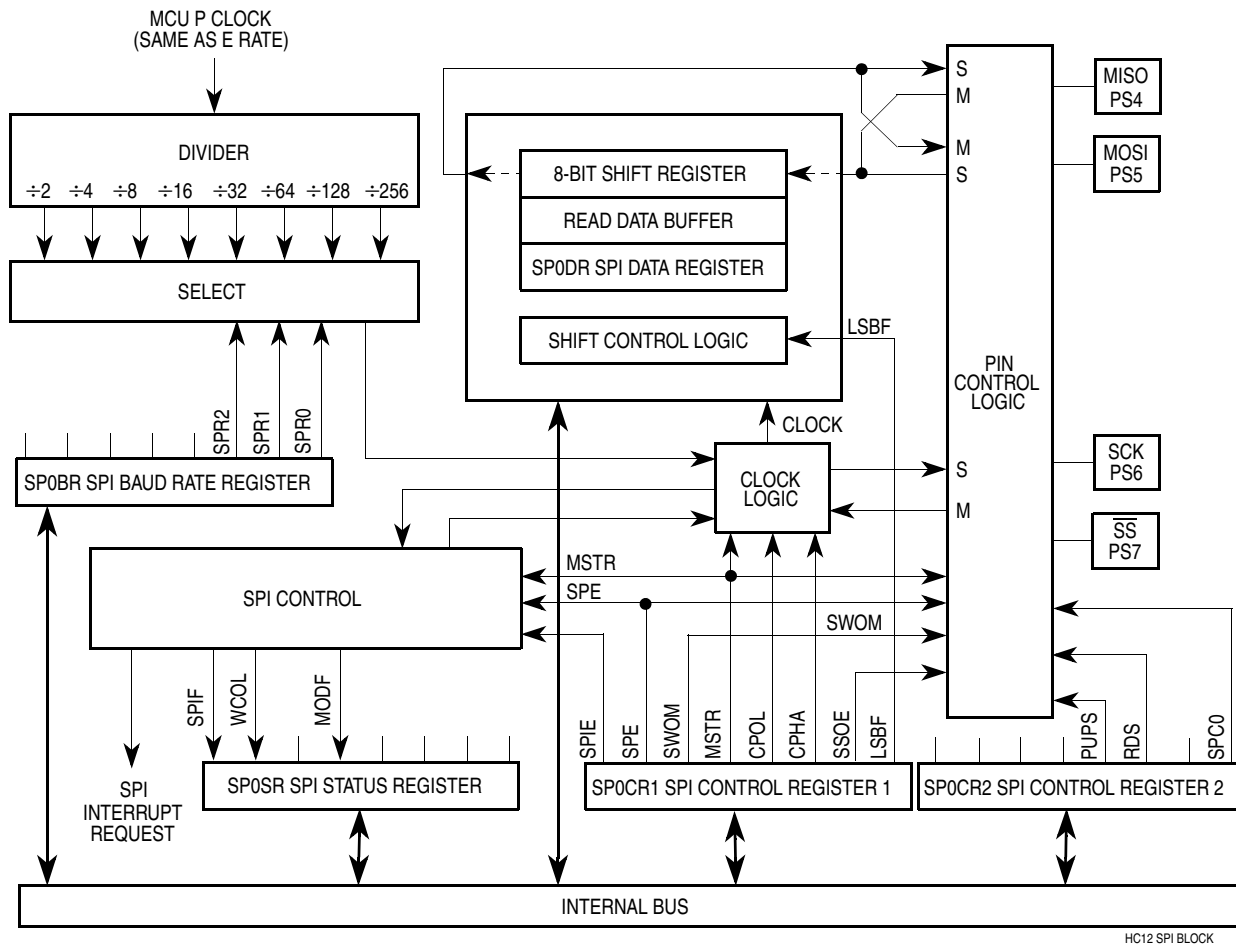 MCU P CLOCK
(SAME AS E RATE)
DIVIDER
÷2 ÷4 ÷8 ÷16 ÷32 ÷64 ÷128 ÷256
SELECT
SPR2
SPR1
SPR0
SP0BR SPI BAUD RATE REGISTER
8-BIT SHIFT REGISTER
READ DATA BUFFER
SP0DR SPI DATA REGISTER
SHIFT CONTROL LOGIC
LSBF
CLOCK
CLOCK
LOGIC
S
M
M
S
PIN
CONTROL
LOGIC
S
M
MISO
PS4
MOSI
PS5
SCK
PS6
SS
PS7
SPI CONTROL
MSTR
SPE
SWOM
SPIF
WCOL
MODF
SPI
INTERRUPT
REQUEST
SP0SR SPI STATUS REGISTER
SPIE
SPE
SWOM
MSTR
CPOL
CPHA
SSOE
LSBF
SP0CR1 SPI CONTROL REGISTER 1
PUPS
RDS
SPC0
SP0CR2 SPI CONTROL REGISTER 2
INTERNAL BUS
HC12 SPI BLOCK